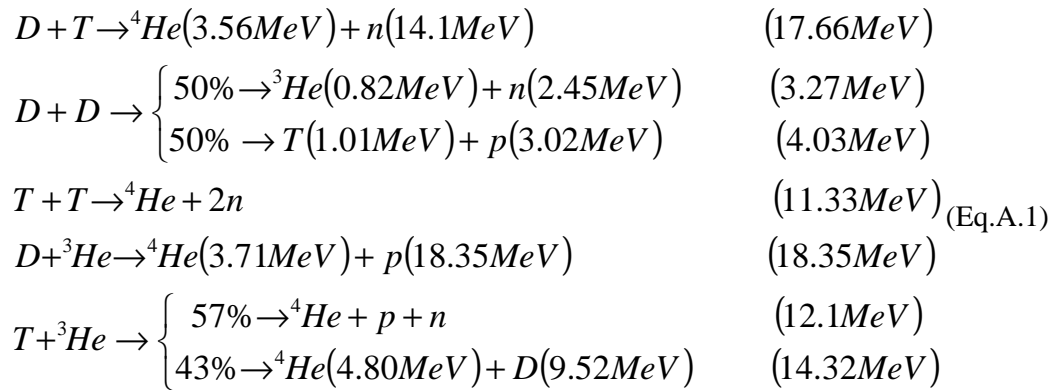 D + T → ⁴He(3.56MeV) + n(14.1MeV) (17.66MeV)
D + D → { 50% → ³He(0.82MeV) + n(2.45MeV) (3.27MeV)
50% → T(1.01MeV) + p(3.02MeV) (4.03MeV)
T + T → ⁴He + 2n (11.33MeV) (Eq.A.1)
D + ³He → ⁴He(3.71MeV) + p(18.35MeV) (18.35MeV)
T + ³He → { 57% → ⁴He + p + n (12.1MeV)
43% → ⁴He(4.80MeV) + D(9.52MeV) (14.32MeV)